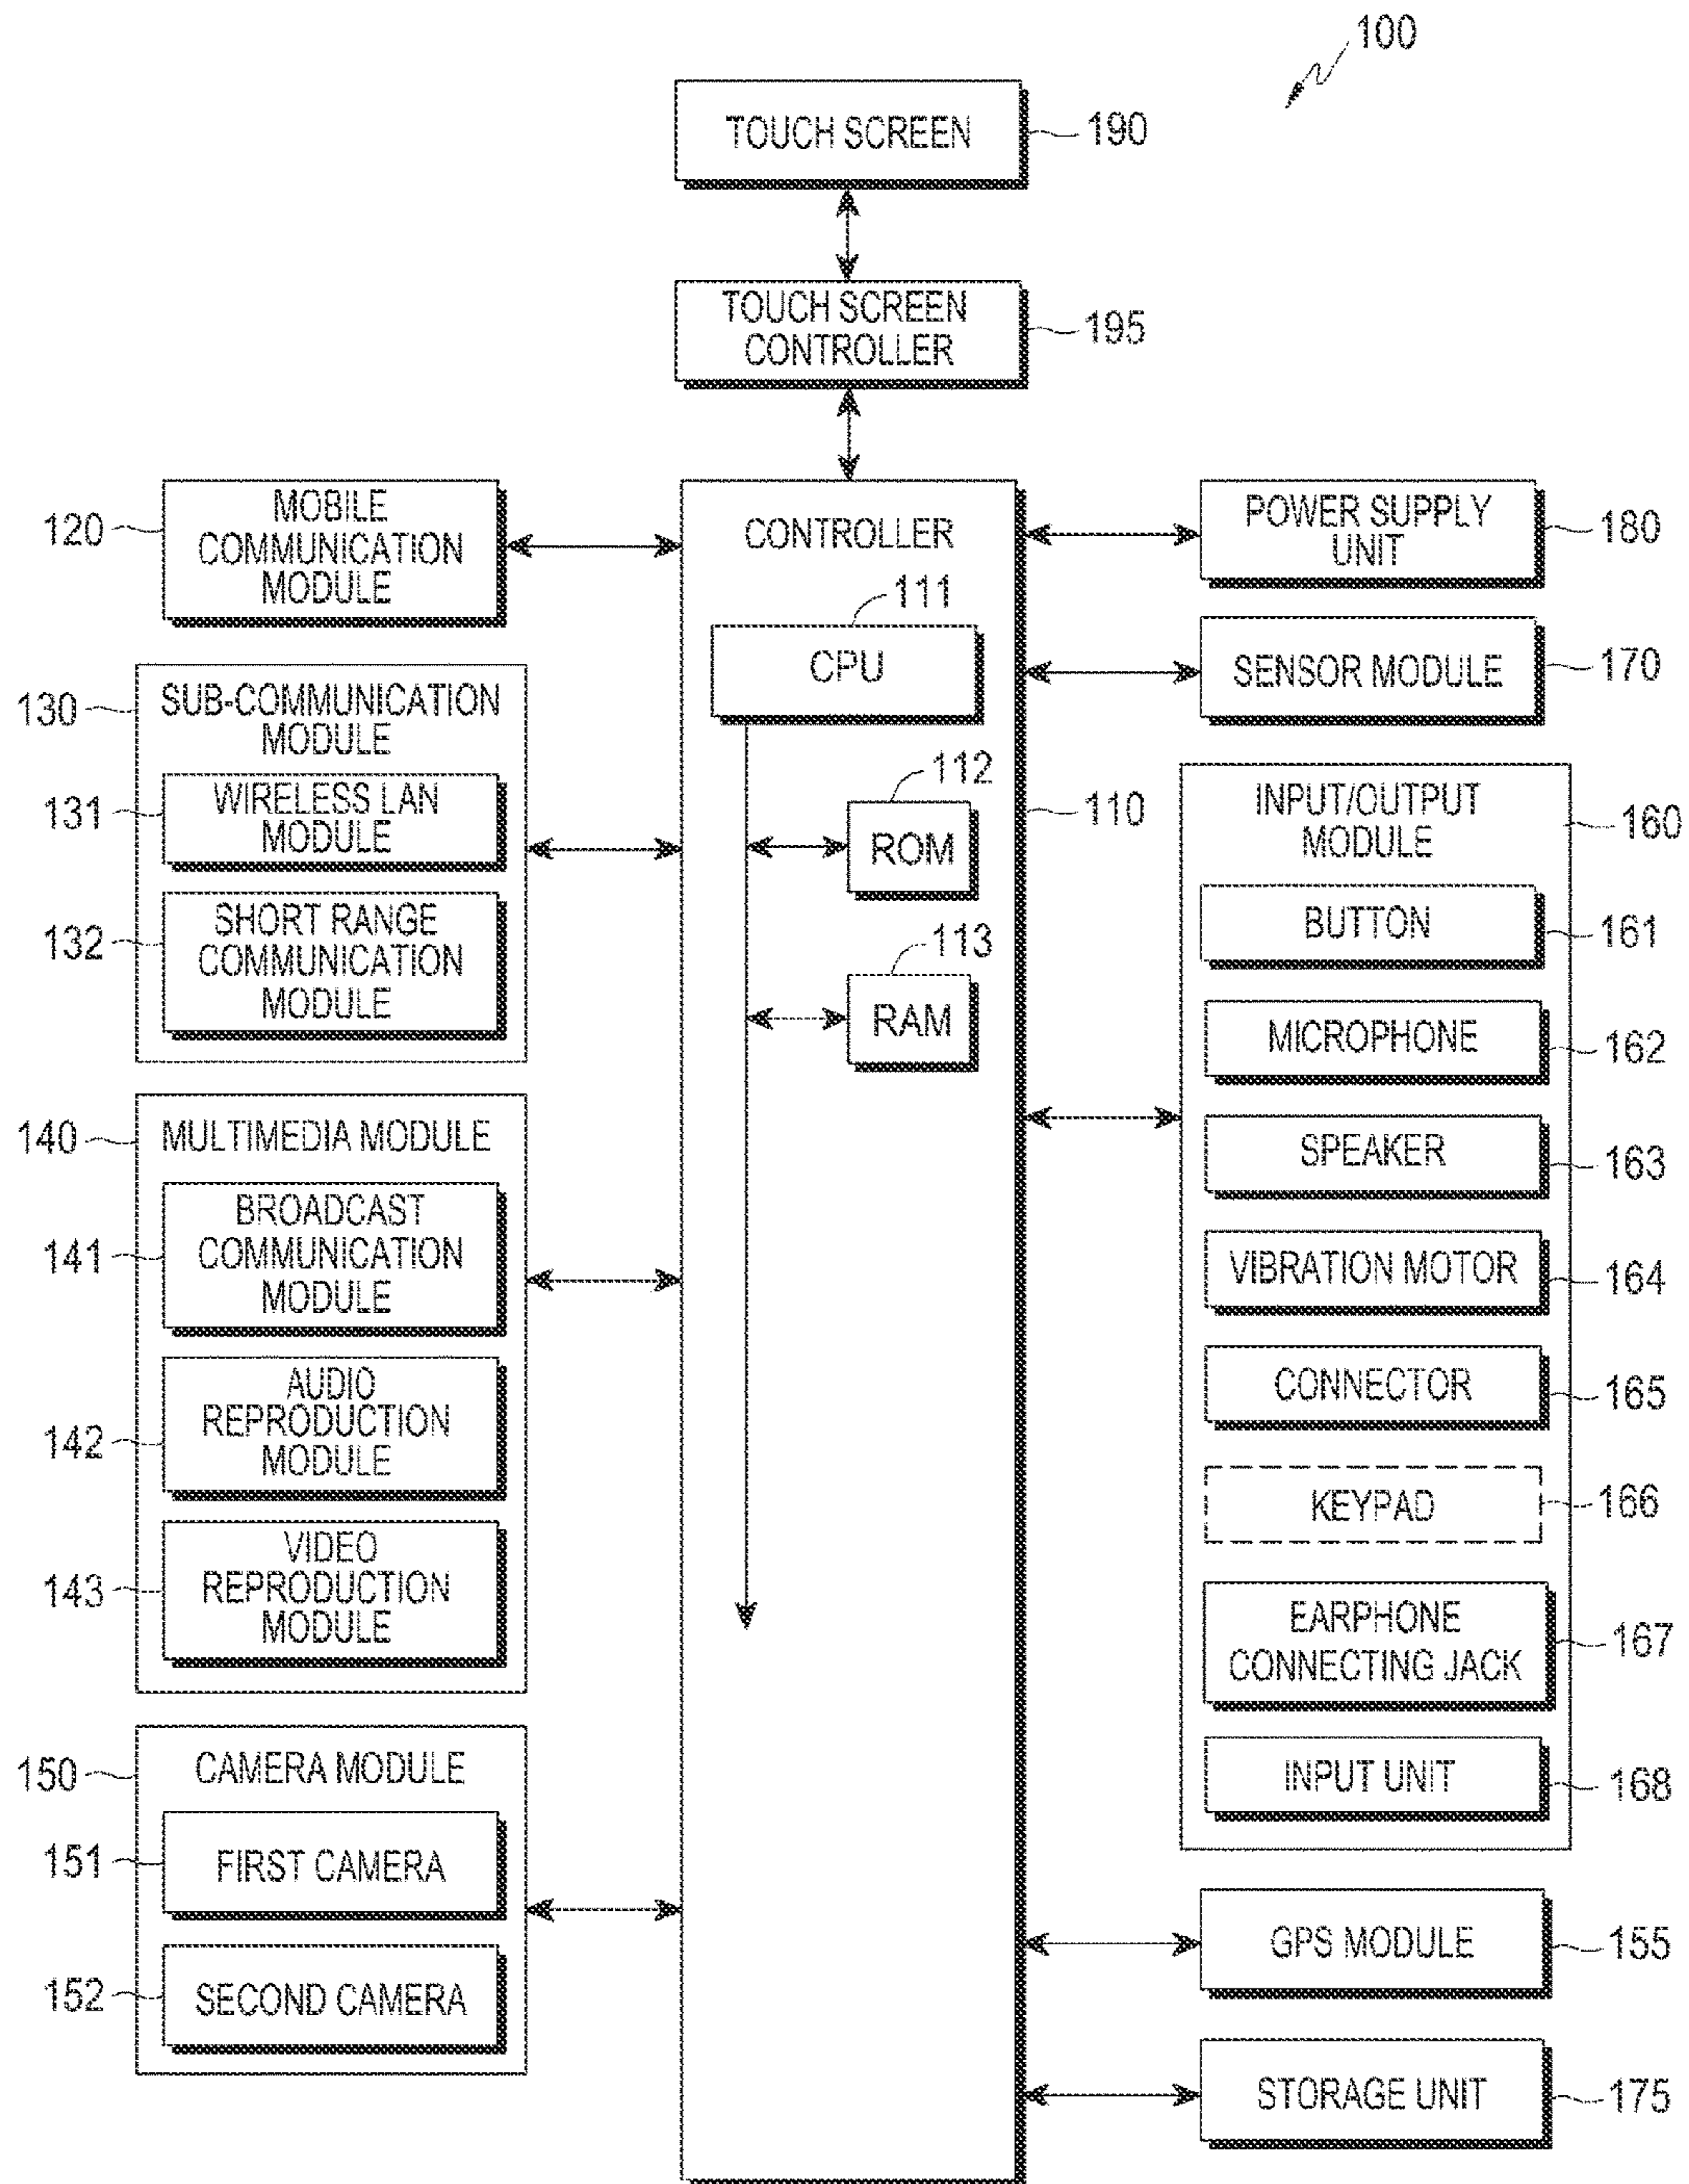 100
TOUCH SCREEN
190
TOUCH SCREEN
CONTROLLER
195
120
MOBILE
COMMUNICATION
MODULE
130
SUB-COMMUNICATION
MODULE
131
WIRELESS LAN
MODULE
132
SHORT RANGE
COMMUNICATION
MODULE
140
MULTIMEDIA MODULE
141
BROADCAST
COMMUNICATION
MODULE
142
AUDIO
REPRODUCTION
MODULE
143
VIDEO
REPRODUCTION
MODULE
150
CAMERA MODULE
151
FIRST CAMERA
152
SECOND CAMERA
CONTROLLER
111
CPU
112
ROM
110
113
RAM
POWER SUPPLY
UNIT
180
SENSOR MODULE
170
INPUT/OUTPUT
MODULE
160
BUTTON
161
MICROPHONE
162
SPEAKER
163
VIBRATION MOTOR
164
CONNECTOR
165
KEYPAD
166
EARPHONE
CONNECTING JACK
167
INPUT UNIT
168
GPS MODULE
155
STORAGE UNIT
175